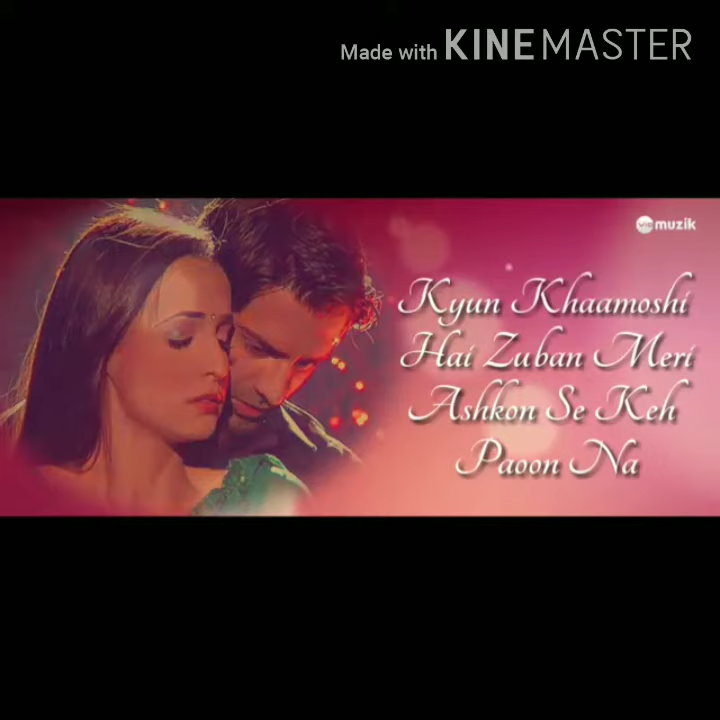 Made with KINEMASTER
muzik
Kyun Khaamoshi
Hai Zuban Meri
Ashkon Se Keh
Paoon Na